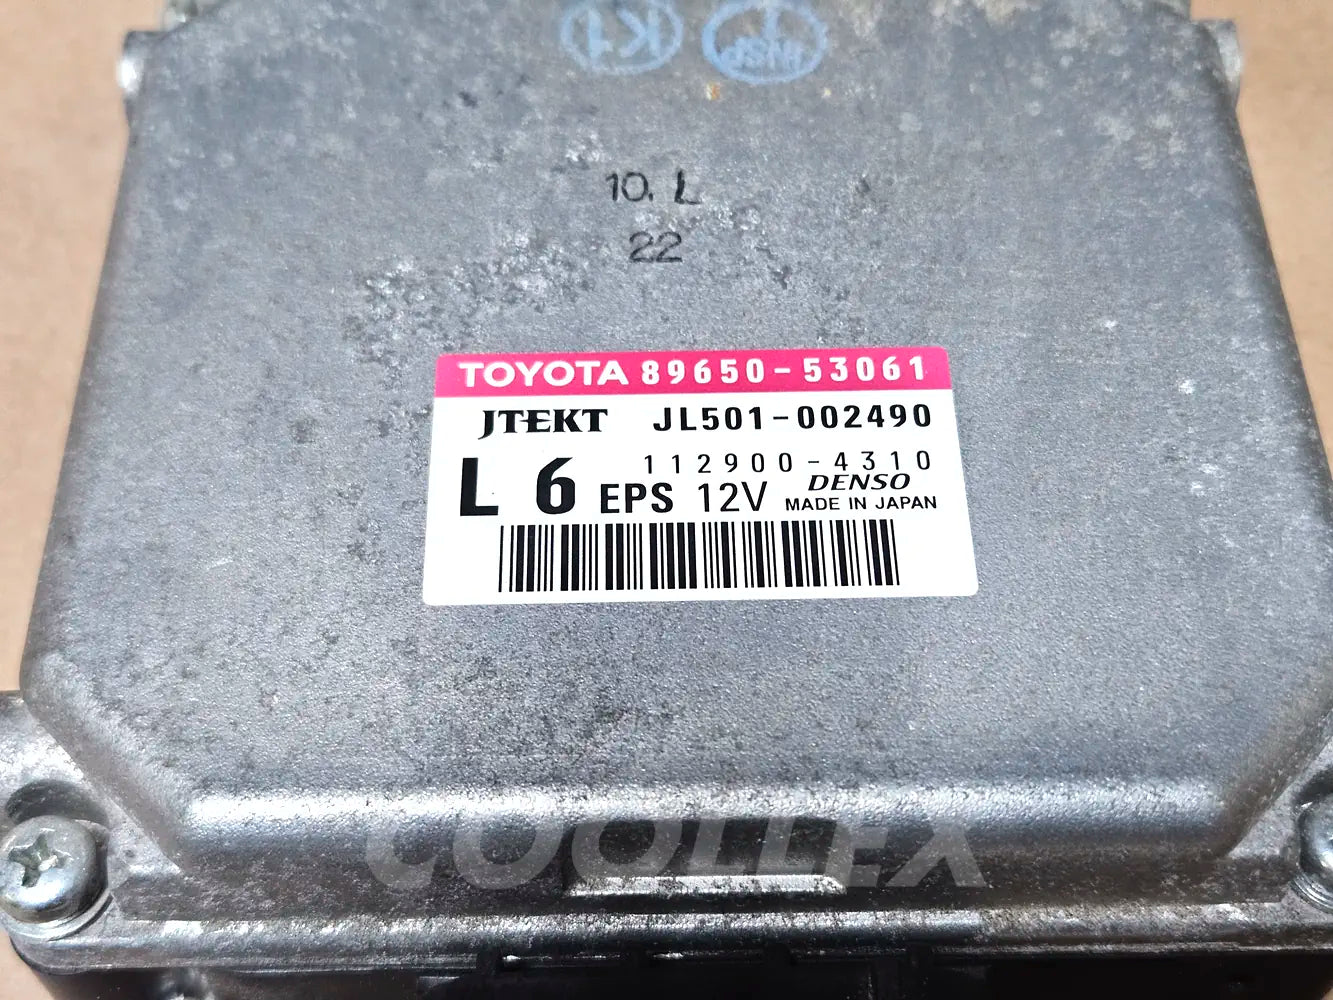 10. L
22
TOYOTA 89650-53061
JTEKT JL501-002490
L 6 EPS 12V 112900-4310
DENSO
MADE IN JAPAN
COOLLEX